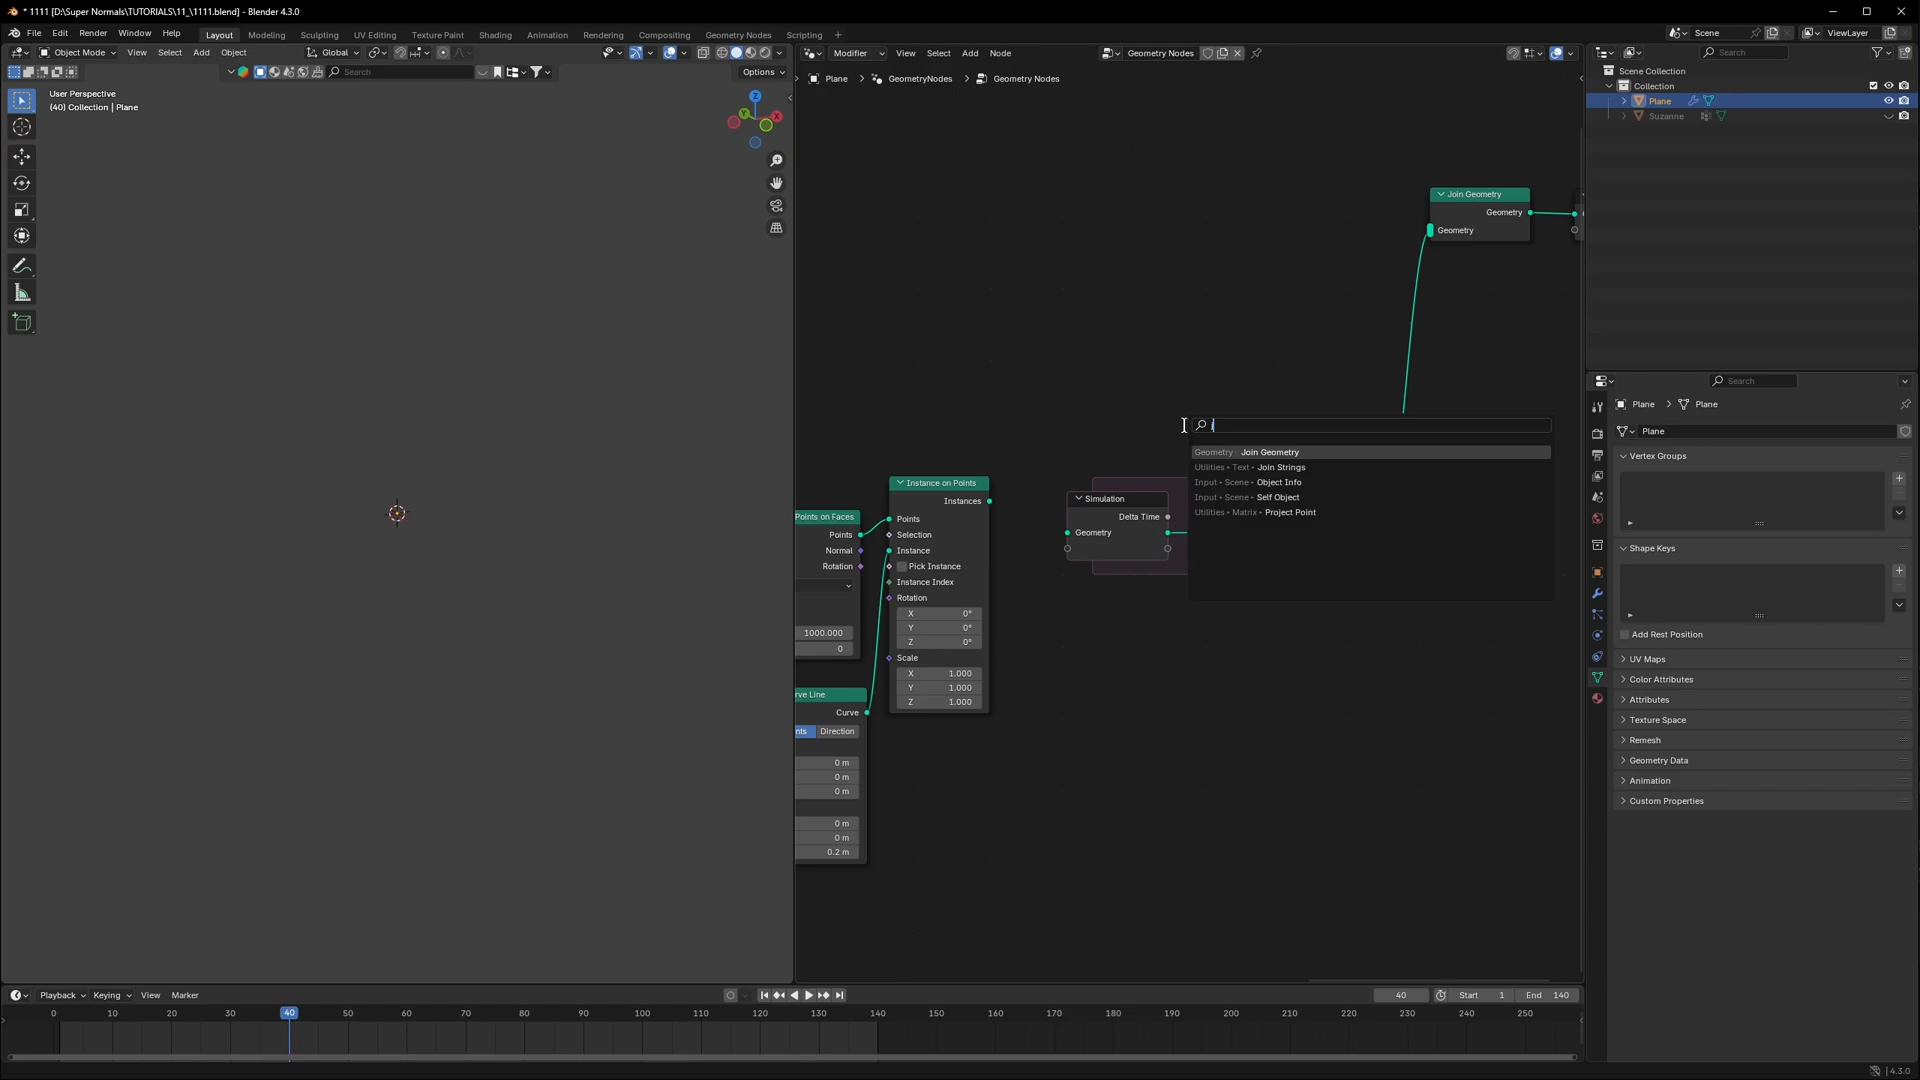 * 1111 [D:\Super Normals\TUTORIALS\11_\1111.blend] - Blender 4.3.0
File Edit Render Window Help Layout Modeling Sculpting UV Editing Texture Paint Shading Animation Rendering Compositing Geometry Nodes Scripting + Scene ViewLayer
Object Mode View Select Add Object Global
Search Options
User Perspective
(40) Collection | Plane
Z
Y
X
Modifier View Select Add Node Geometry Nodes
Plane > GeometryNodes > Geometry Nodes
Join Geometry
Geometry
Geometry
j
Geometry Join Geometry
Utilities Text Join Strings
Input Scene Object Info
Input Scene Self Object
Utilities Matrix Project Point
Points on Faces
Points
Normal
Rotation
1000.000
0
rve Line
Curve
nts Direction
0 m
0 m
0 m
0 m
0 m
0.2 m
Instance on Points
Instances
Points
Selection
Instance
Pick Instance
Instance Index
Rotation
X 0°
Y 0°
Z 0°
Scale
X 1.000
Y 1.000
Z 1.000
Simulation
Delta Time
Geometry
Search
Scene Collection
Collection
Plane
Suzanne
Search
Plane > Plane
Plane
Vertex Groups
Shape Keys
Add Rest Position
UV Maps
Color Attributes
Attributes
Texture Space
Remesh
Geometry Data
Animation
Custom Properties
Playback Keying View Marker 40 Start 1 End 140
0 10 20 30 40 50 60 70 80 90 100 110 120 130 140 150 160 170 180 190 200 210 220 230 240 250
4.3.0